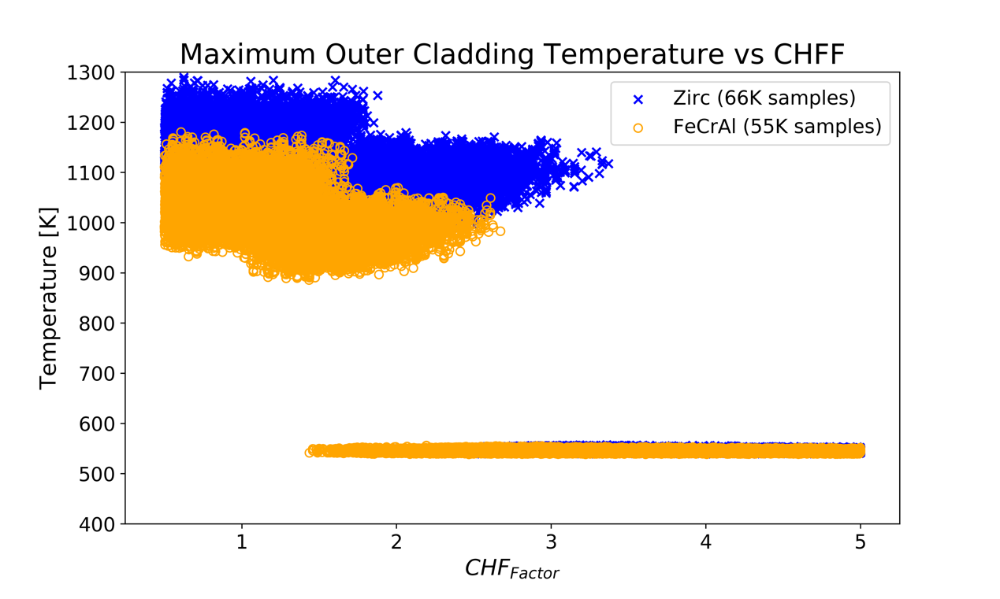 Maximum Outer Cladding Temperature vs CHFF
Zirc (66K samples)
FeCrAl (55K samples)
Temperature [K]
1300
1200
1100
1000
900
800
700
600
500
400
1 2 3 4 5
CHF_Factor